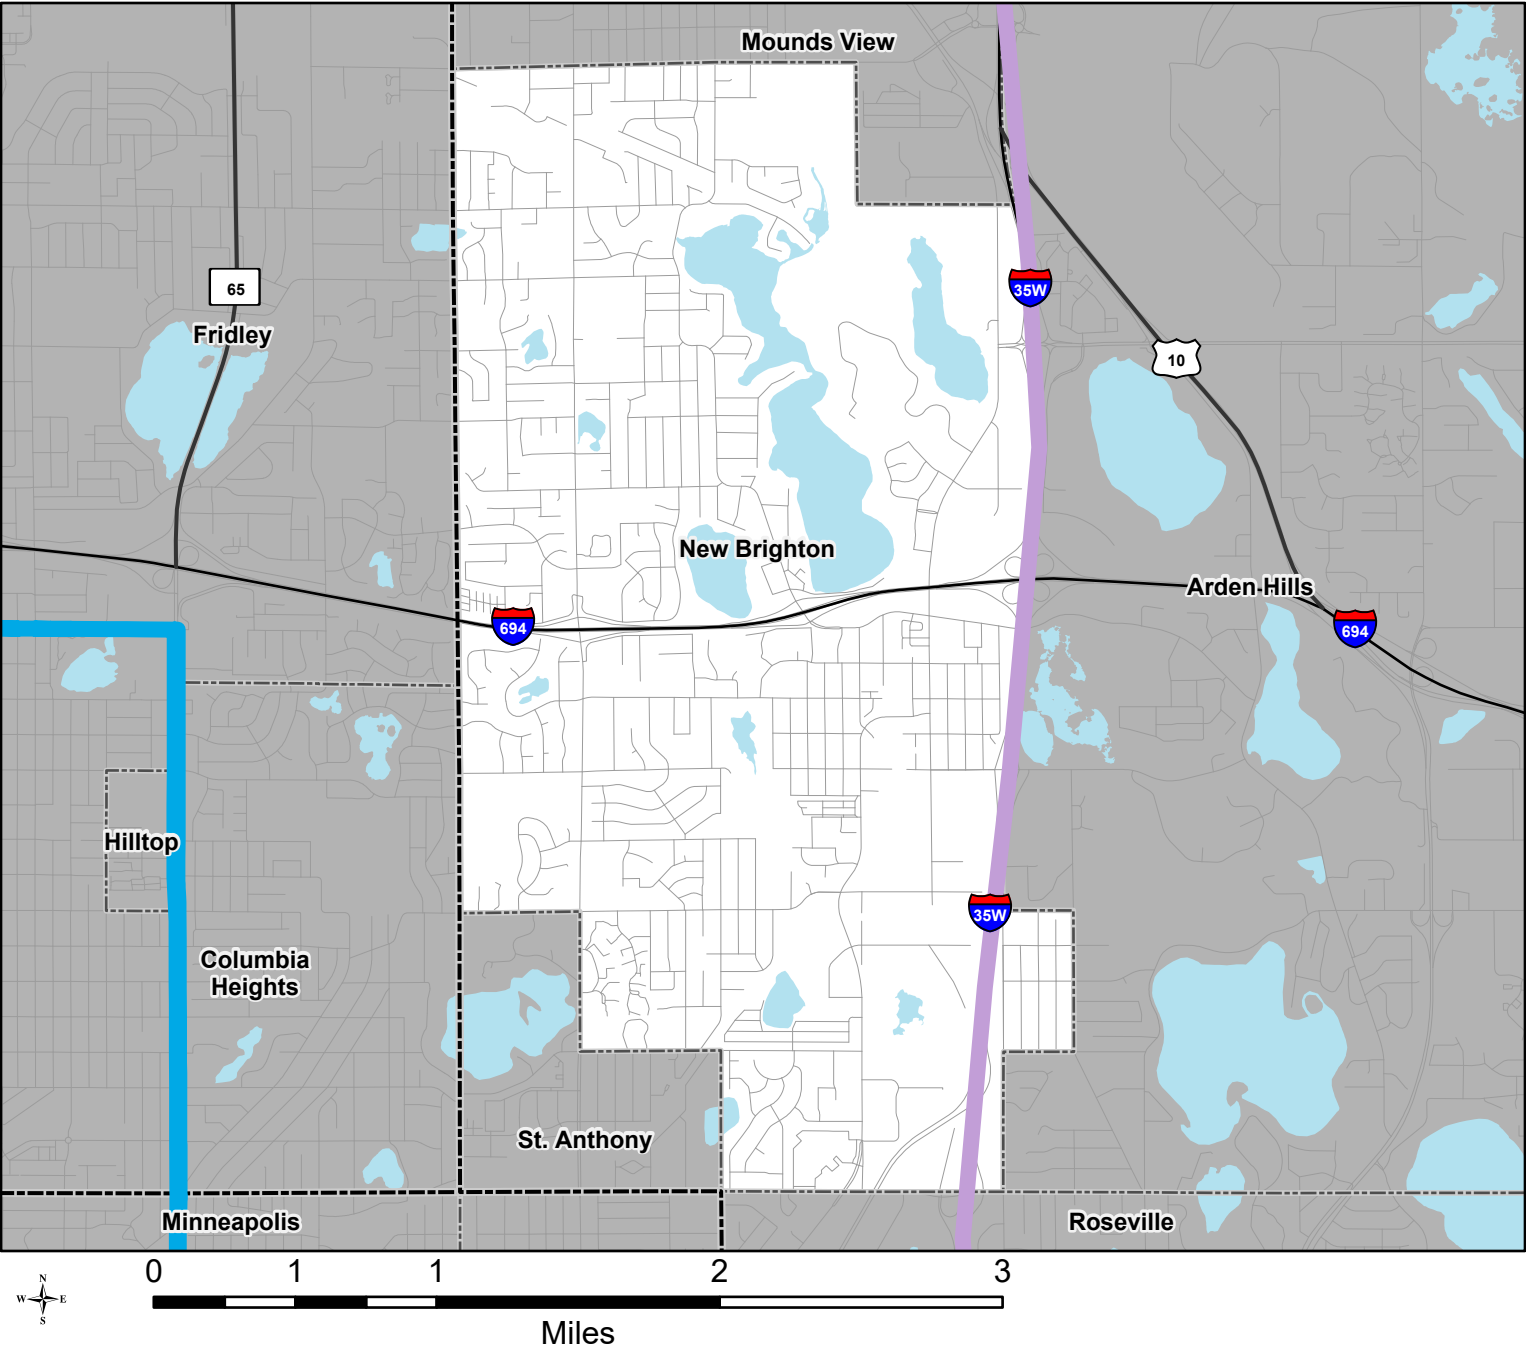 Mounds View
65
Fridley
35W
10
New Brighton
Arden Hills
694
694
Hilltop
35W
Columbia
Heights
St. Anthony
Minneapolis
Roseville
0 1 1 2 3
Miles
N
W E
S